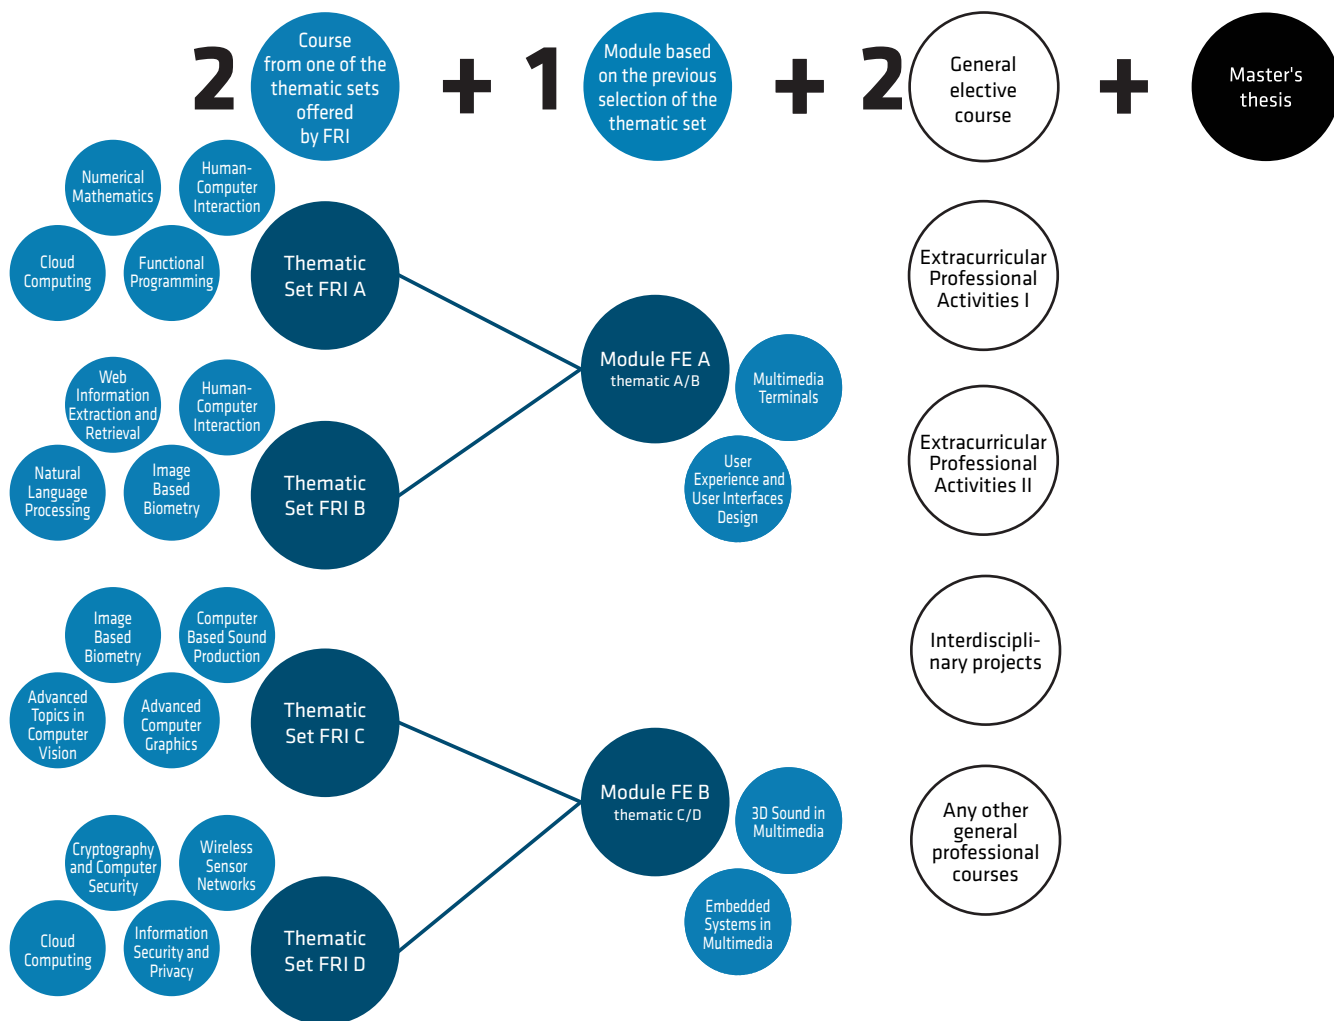 2
Course
from one of the
thematic sets
offered
by FRI
+
1
Module based
on the previous
selection of the
thematic set
+
2
General
elective
course
+
Master's
thesis
Numerical
Mathematics
Human-
Computer
Interaction
Cloud
Computing
Functional
Programming
Thematic
Set FRI A
Web
Information
Extraction and
Retrieval
Human-
Computer
Interaction
Natural
Language
Processing
Image
Based
Biometry
Thematic
Set FRI B
Module FE A
thematic A/B
Multimedia
Terminals
User
Experience and
User Interfaces
Design
Image
Based
Biometry
Computer
Based Sound
Production
Advanced
Topics in
Computer
Vision
Advanced
Computer
Graphics
Thematic
Set FRI C
Cryptography
and Computer
Security
Wireless
Sensor
Networks
Cloud
Computing
Information
Security and
Privacy
Thematic
Set FRI D
Module FE B
thematic C/D
3D Sound in
Multimedia
Embedded
Systems in
Multimedia
Extracurricular
Professional
Activities I
Extracurricular
Professional
Activities II
Interdiscipli-
nary projects
Any other
general
professional
courses